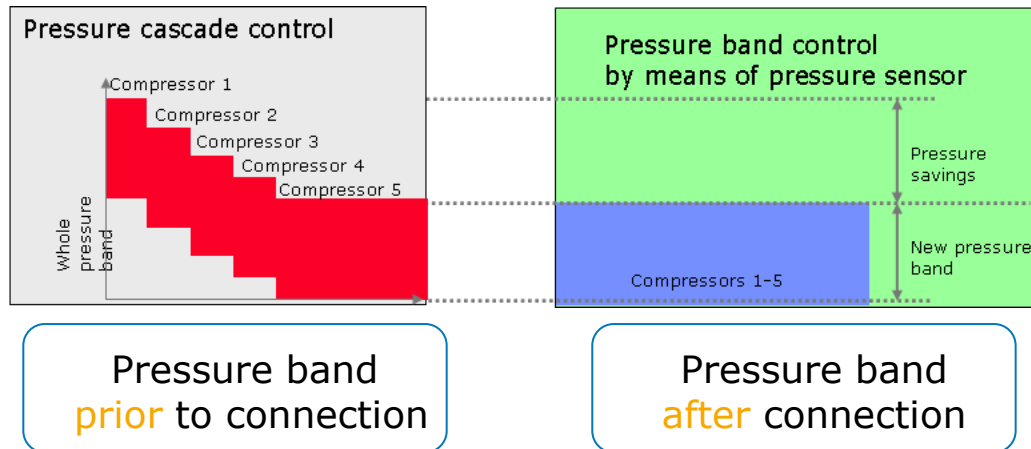 Pressure cascade control
Compressor 1
Compressor 2
Compressor 3
Compressor 4
Compressor 5
Whole
pressure
band
Pressure band control
by means of pressure sensor
Pressure
savings
New pressure
band
Compressors 1-5
Pressure band
prior to connection
Pressure band
after connection